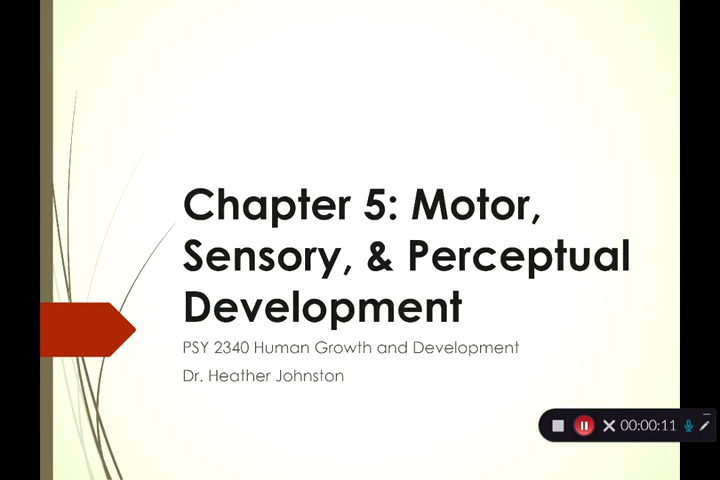 Chapter 5: Motor,
Sensory, & Perceptual
Development
PSY 2340 Human Growth and Development
Dr. Heather Johnston
00:00:11